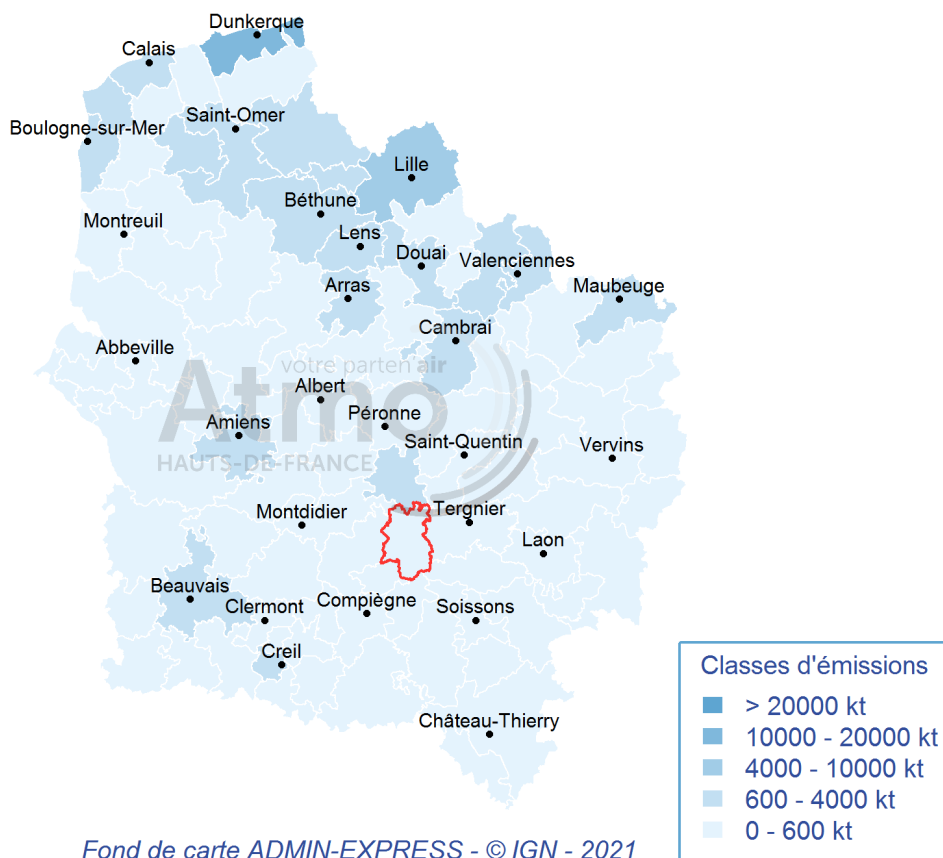 Dunkerque
Calais
Saint-Omer
Boulogne-sur-Mer
Lille
Béthune
Montreuil
Lens
Douai
Valenciennes
Arras
Maubeuge
Cambrai
Abbeville
votre parten'air
Atmo
HAUTS-DE-FRANCE
Albert
Péronne
Amiens
Saint-Quentin
Vervins
Montdidier
Tergnier
Laon
Beauvais
Clermont
Compiègne
Soissons
Creil
Château-Thierry
Classes d'émissions
> 20000 kt
10000 - 20000 kt
4000 - 10000 kt
600 - 4000 kt
0 - 600 kt
Fond de carte ADMIN-EXPRESS - © IGN - 2021